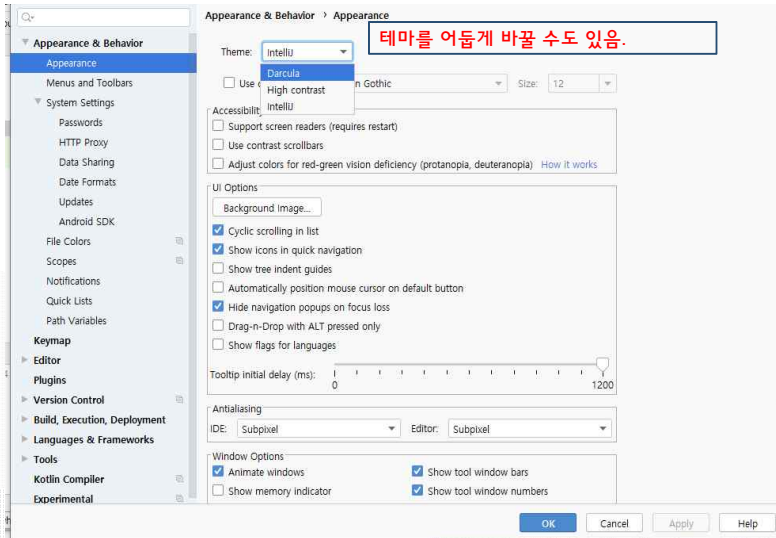 Appearance & Behavior › Appearance
테마를 어둡게 바꿀 수도 있음.
Appearance & Behavior
Appearance
Menus and Toolbars
System Settings
Passwords
HTTP Proxy
Data Sharing
Date Formats
Updates
Android SDK
File Colors
Scopes
Notifications
Quick Lists
Path Variables
Keymap
Editor
Plugins
Version Control
Build, Execution, Deployment
Languages & Frameworks
Tools
Kotlin Compiler
Experimental
Theme: IntelliJ
Darcula
High contrast
IntelliJ
Use Gothic Size: 12
Accessibility
Support screen readers (requires restart)
Use contrast scrollbars
Adjust colors for red-green vision deficiency (protanopia, deuteranopia) How it works
UI Options
Background Image...
Cyclic scrolling in list
Show icons in quick navigation
Show tree indent guides
Automatically position mouse cursor on default button
Hide navigation popups on focus loss
Drag-n-Drop with ALT pressed only
Show flags for languages
Tooltip initial delay (ms):
0 1200
Antialiasing
IDE: Subpixel Editor: Subpixel
Window Options
Animate windows Show tool window bars
Show memory indicator Show tool window numbers
OK Cancel Apply Help